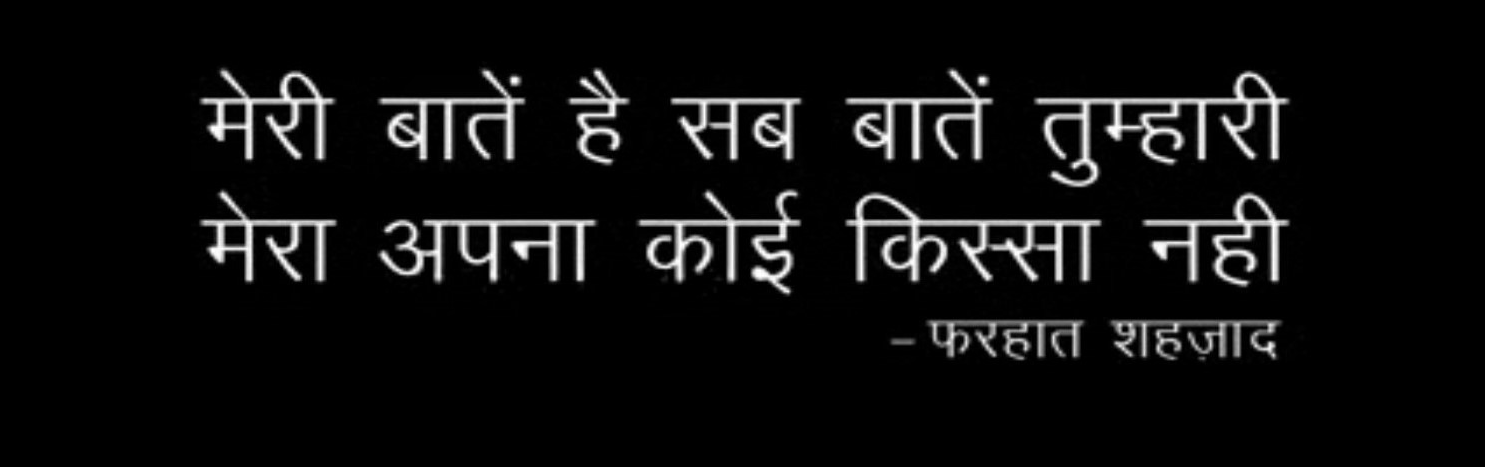 मेरी बातें है सब बातें तुम्हारी
मेरा अपना कोई किस्सा नही
– फरहात शहज़ाद